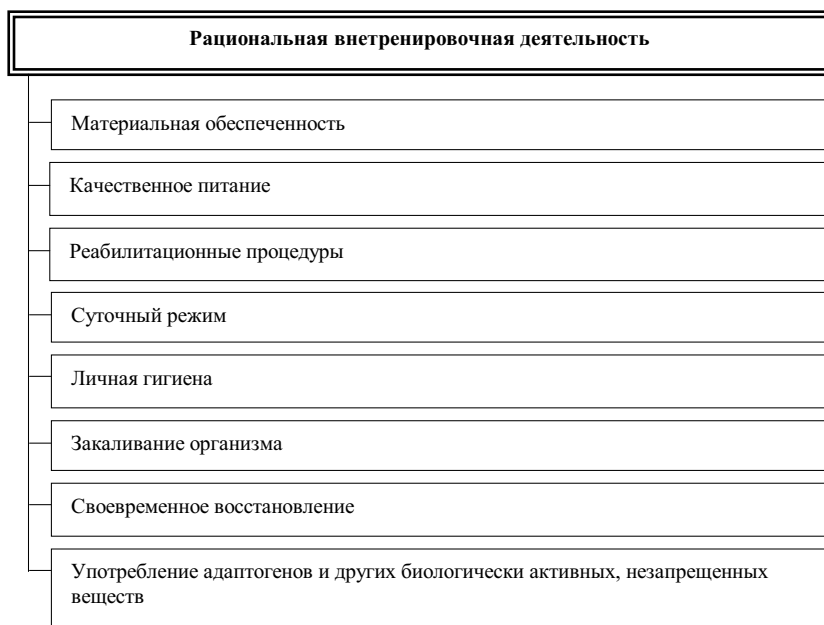 Рациональная внетренировочная деятельность
Материальная обеспеченность
Качественное питание
Реабилитационные процедуры
Суточный режим
Личная гигиена
Закаливание организма
Своевременное восстановление
Употребление адаптогенов и других биологически активных, незапрещенных
веществ